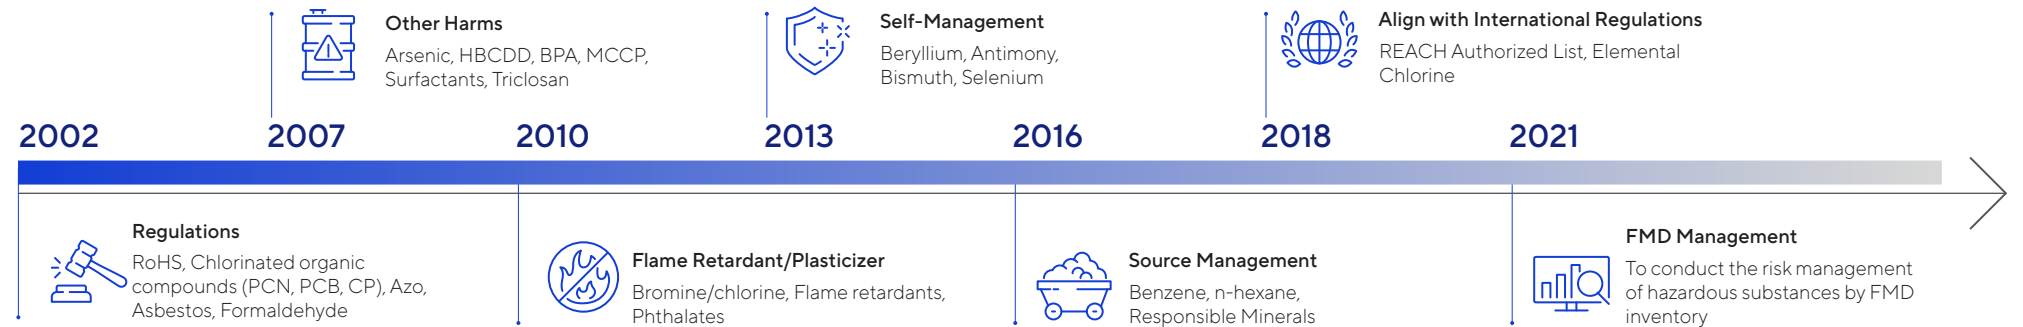 Other Harms
Arsenic, HBCDD, BPA, MCCP,
Surfactants, Triclosan
Self-Management
Beryllium, Antimony,
Bismuth, Selenium
Align with International Regulations
REACH Authorized List, Elemental
Chlorine
2002
2007
2010
2013
2016
2018
2021
Regulations
RoHS, Chlorinated organic
compounds (PCN, PCB, CP), Azo,
Asbestos, Formaldehyde
Flame Retardant/Plasticizer
Bromine/chlorine, Flame retardants,
Phthalates
Source Management
Benzene, n-hexane,
Responsible Minerals
FMD Management
To conduct the risk management
of hazardous substances by FMD
inventory